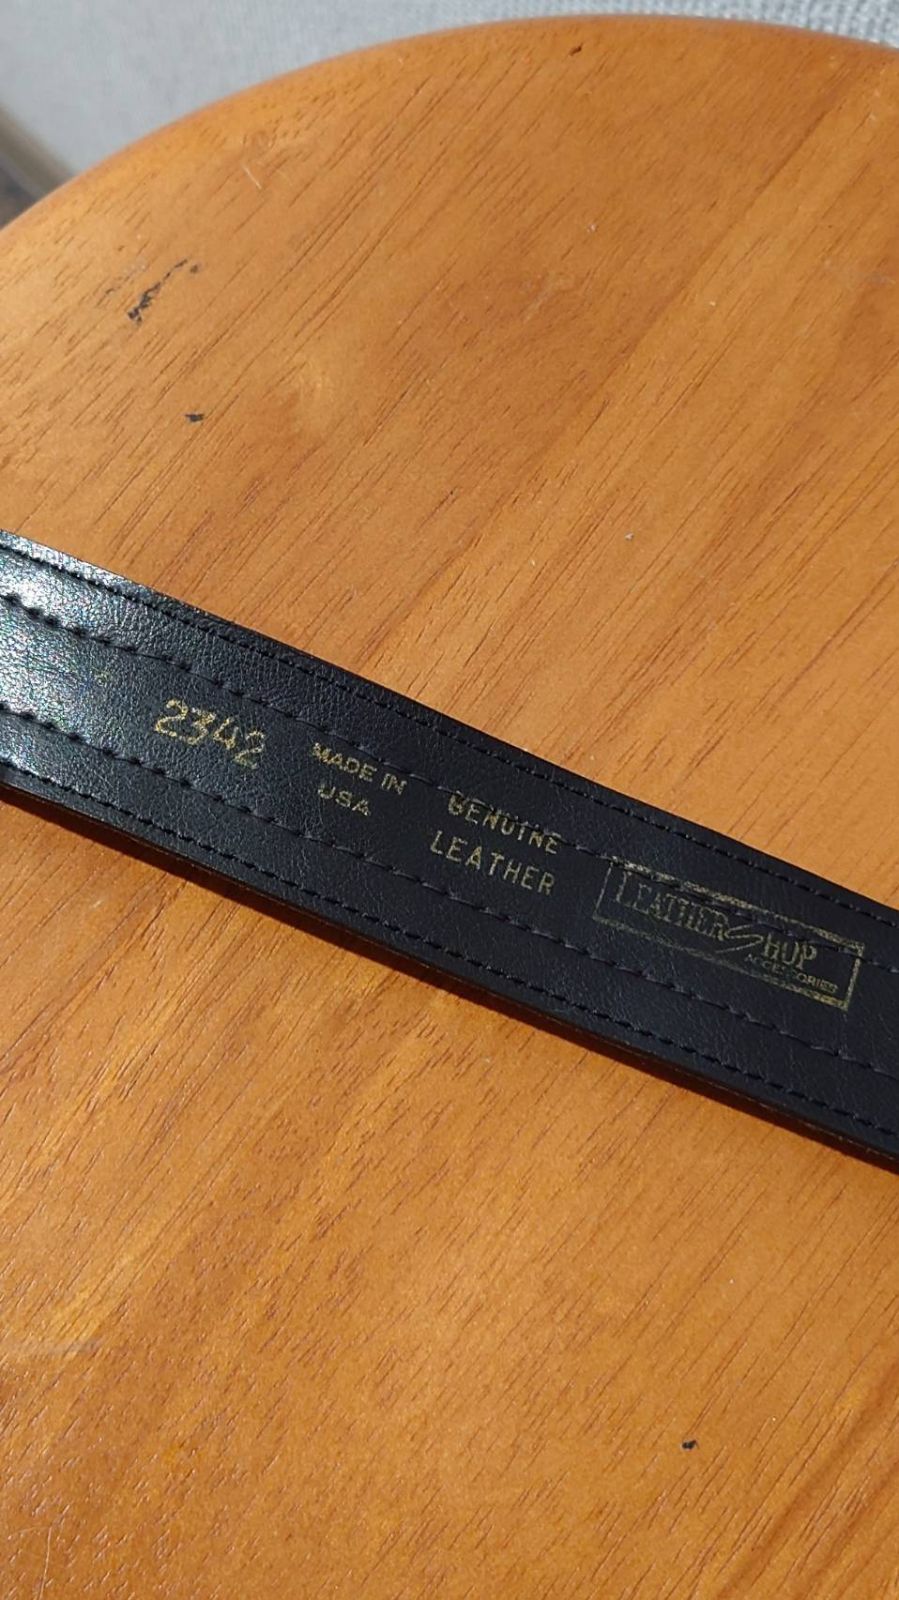 2342
MADE IN
USA
GENUINE
LEATHER
LEATHER SHOP
ACCESSORIES